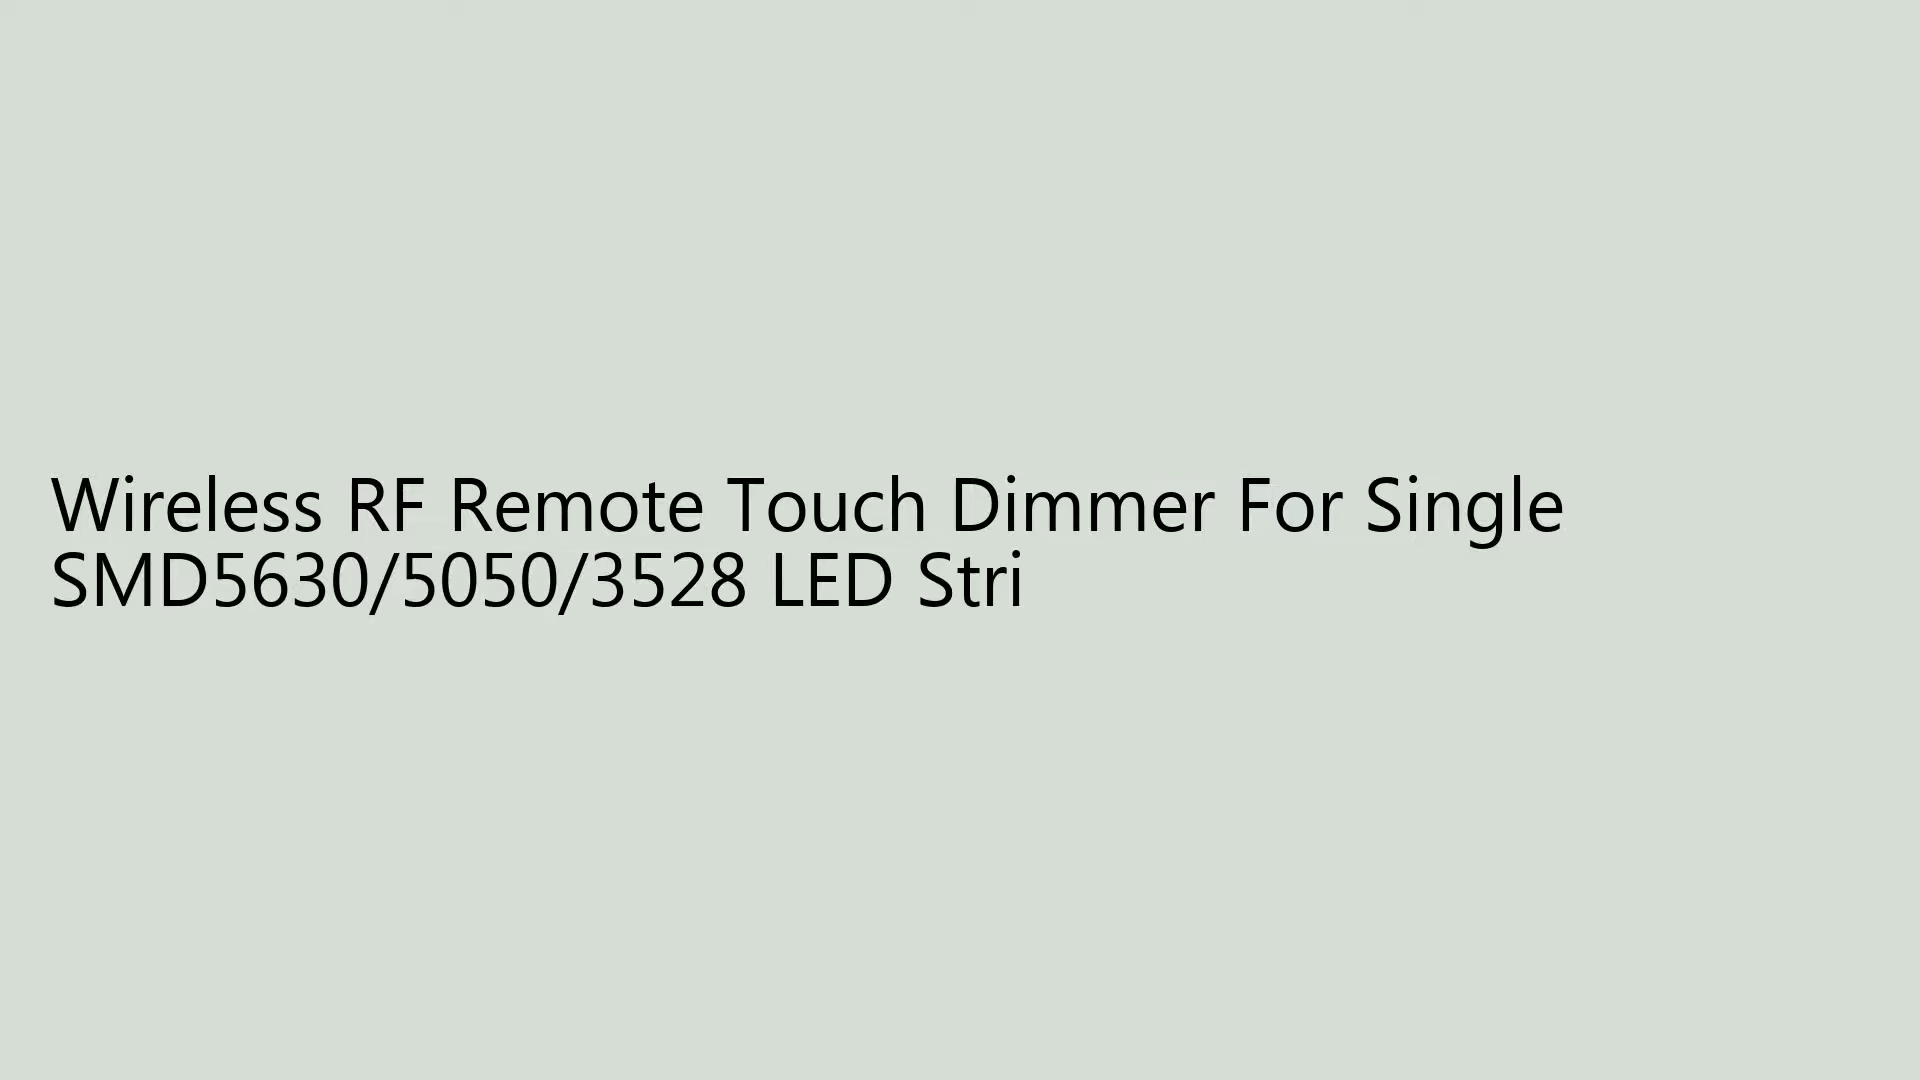 Wireless RF Remote Touch Dimmer For Single
SMD5630/5050/3528 LED Stri